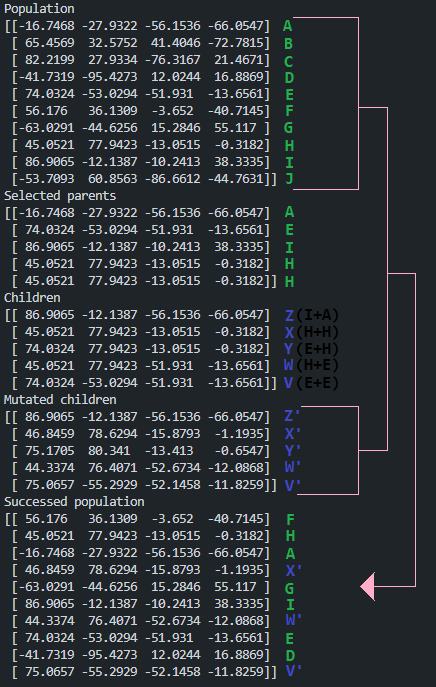 Population
[[-16.7468 -27.9322 -56.1536 -66.0547] A
[ 65.4569 32.5752 41.4046 -72.7815] B
[ 82.2199 27.9334 -76.3167 21.4671] C
[-41.7319 -95.4273 12.0244 16.8869] D
[ 74.0324 -53.0294 -51.931 -13.6561] E
[ 56.176 36.1309 -3.652 -40.7145] F
[-63.0291 -44.6256 15.2846 55.117 ] G
[ 45.0521 77.9423 -13.0515 -0.3182] H
[ 86.9065 -12.1387 -10.2413 38.3335] I
[-53.7093 60.8563 -86.6612 -44.7631]] J
Selected parents
[[-16.7468 -27.9322 -56.1536 -66.0547] A
[ 74.0324 -53.0294 -51.931 -13.6561] E
[ 86.9065 -12.1387 -10.2413 38.3335] I
[ 45.0521 77.9423 -13.0515 -0.3182] H
[ 45.0521 77.9423 -13.0515 -0.3182]] H
Children
[[ 86.9065 -12.1387 -56.1536 -66.0547] Z(I+A)
[ 45.0521 77.9423 -13.0515 -0.3182] X(H+H)
[ 74.0324 77.9423 -13.0515 -0.3182] Y(E+H)
[ 45.0521 77.9423 -51.931 -13.6561] W(H+E)
[ 74.0324 -53.0294 -51.931 -13.6561]] V(E+E)
Mutated children
[[ 86.9065 -12.1387 -56.1536 -66.0547] Z'
[ 46.8459 78.6294 -15.8793 -1.1935] X'
[ 75.1705 80.341 -13.413 -0.6547] Y'
[ 44.3374 76.4071 -52.6734 -12.0868] W'
[ 75.0657 -55.2929 -52.1458 -11.8259]] V'
Successed population
[[ 56.176 36.1309 -3.652 -40.7145] F
[ 45.0521 77.9423 -13.0515 -0.3182] H
[-16.7468 -27.9322 -56.1536 -66.0547] A
[ 46.8459 78.6294 -15.8793 -1.1935] X'
[-63.0291 -44.6256 15.2846 55.117 ] G
[ 86.9065 -12.1387 -10.2413 38.3335] I
[ 44.3374 76.4071 -52.6734 -12.0868] W'
[ 74.0324 -53.0294 -51.931 -13.6561] E
[-41.7319 -95.4273 12.0244 16.8869] D
[ 75.0657 -55.2929 -52.1458 -11.8259]] V'